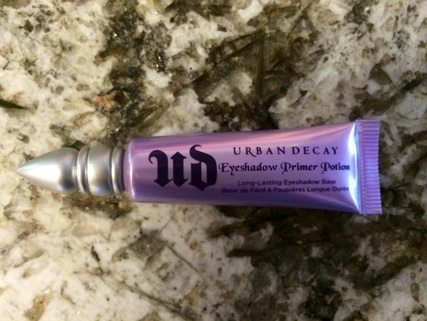 UD
URBAN DECAY
Eyeshadow Primer Potion
Long-Lasting Eyeshadow Base
Base de Fard à Paupières Longue Durée